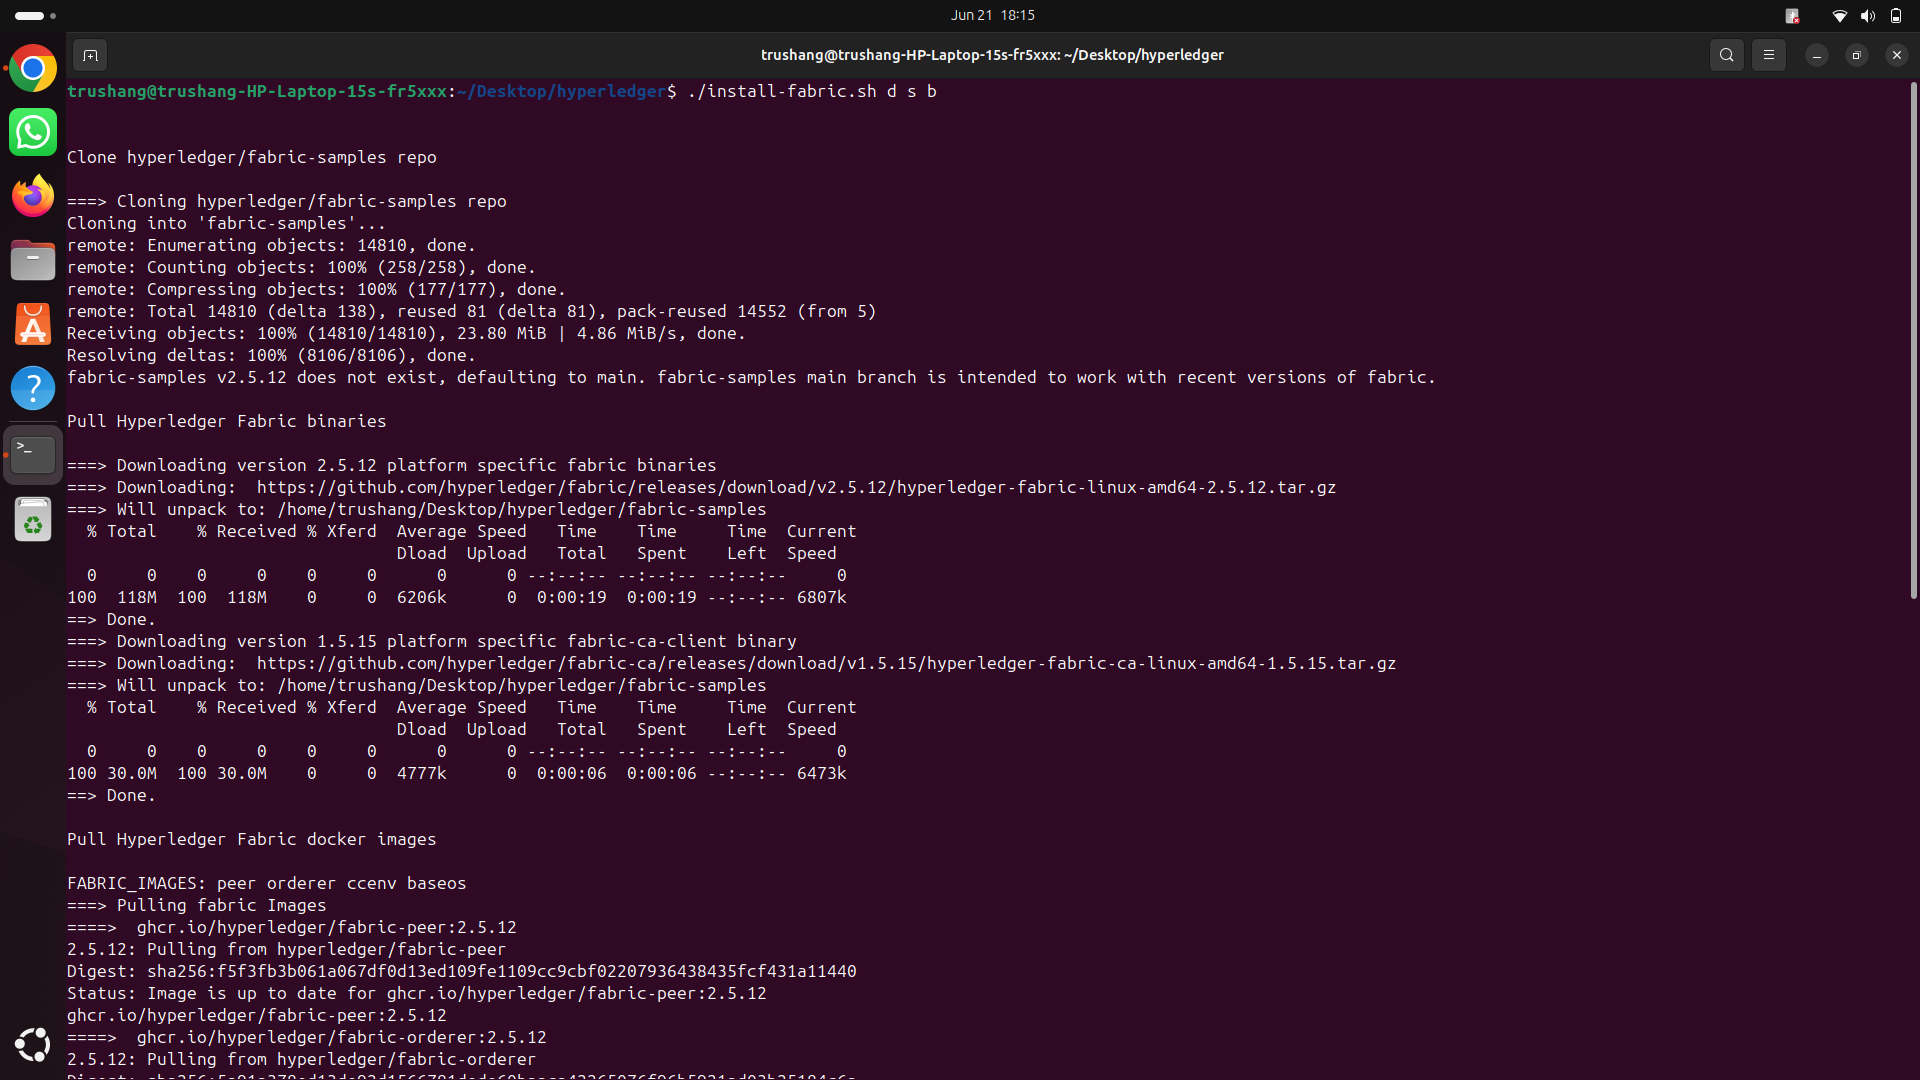 Jun 21 18:15
trushang@trushang-HP-Laptop-15s-fr5xxx: ~/Desktop/hyperledger
trushang@trushang-HP-Laptop-15s-fr5xxx:~/Desktop/hyperledger$ ./install-fabric.sh d s b
Clone hyperledger/fabric-samples repo
===> Cloning hyperledger/fabric-samples repo
Cloning into 'fabric-samples'...
remote: Enumerating objects: 14810, done.
remote: Counting objects: 100% (258/258), done.
remote: Compressing objects: 100% (177/177), done.
remote: Total 14810 (delta 138), reused 81 (delta 81), pack-reused 14552 (from 5)
Receiving objects: 100% (14810/14810), 23.80 MiB | 4.86 MiB/s, done.
Resolving deltas: 100% (8106/8106), done.
fabric-samples v2.5.12 does not exist, defaulting to main. fabric-samples main branch is intended to work with recent versions of fabric.
Pull Hyperledger Fabric binaries
===> Downloading version 2.5.12 platform specific fabric binaries
===> Downloading:  https://github.com/hyperledger/fabric/releases/download/v2.5.12/hyperledger-fabric-linux-amd64-2.5.12.tar.gz
===> Will unpack to: /home/trushang/Desktop/hyperledger/fabric-samples
  % Total    % Received % Xferd  Average Speed   Time    Time     Time  Current
                                 Dload  Upload   Total   Spent    Left  Speed
  0     0    0     0    0     0      0      0 --:--:-- --:--:-- --:--:--     0
100  118M  100  118M    0     0  6206k      0  0:00:19  0:00:19 --:--:-- 6807k
==> Done.
===> Downloading version 1.5.15 platform specific fabric-ca-client binary
===> Downloading:  https://github.com/hyperledger/fabric-ca/releases/download/v1.5.15/hyperledger-fabric-ca-linux-amd64-1.5.15.tar.gz
===> Will unpack to: /home/trushang/Desktop/hyperledger/fabric-samples
  % Total    % Received % Xferd  Average Speed   Time    Time     Time  Current
                                 Dload  Upload   Total   Spent    Left  Speed
  0     0    0     0    0     0      0      0 --:--:-- --:--:-- --:--:--     0
100 30.0M  100 30.0M    0     0  4777k      0  0:00:06  0:00:06 --:--:-- 6473k
==> Done.
Pull Hyperledger Fabric docker images
FABRIC_IMAGES: peer orderer ccenv baseos
===> Pulling fabric Images
====>  ghcr.io/hyperledger/fabric-peer:2.5.12
2.5.12: Pulling from hyperledger/fabric-peer
Digest: sha256:f5f3fb3b061a067df0d13ed109fe1109cc9cbf02207936438435fcf431a11440
Status: Image is up to date for ghcr.io/hyperledger/fabric-peer:2.5.12
ghcr.io/hyperledger/fabric-peer:2.5.12
====>  ghcr.io/hyperledger/fabric-orderer:2.5.12
2.5.12: Pulling from hyperledger/fabric-orderer